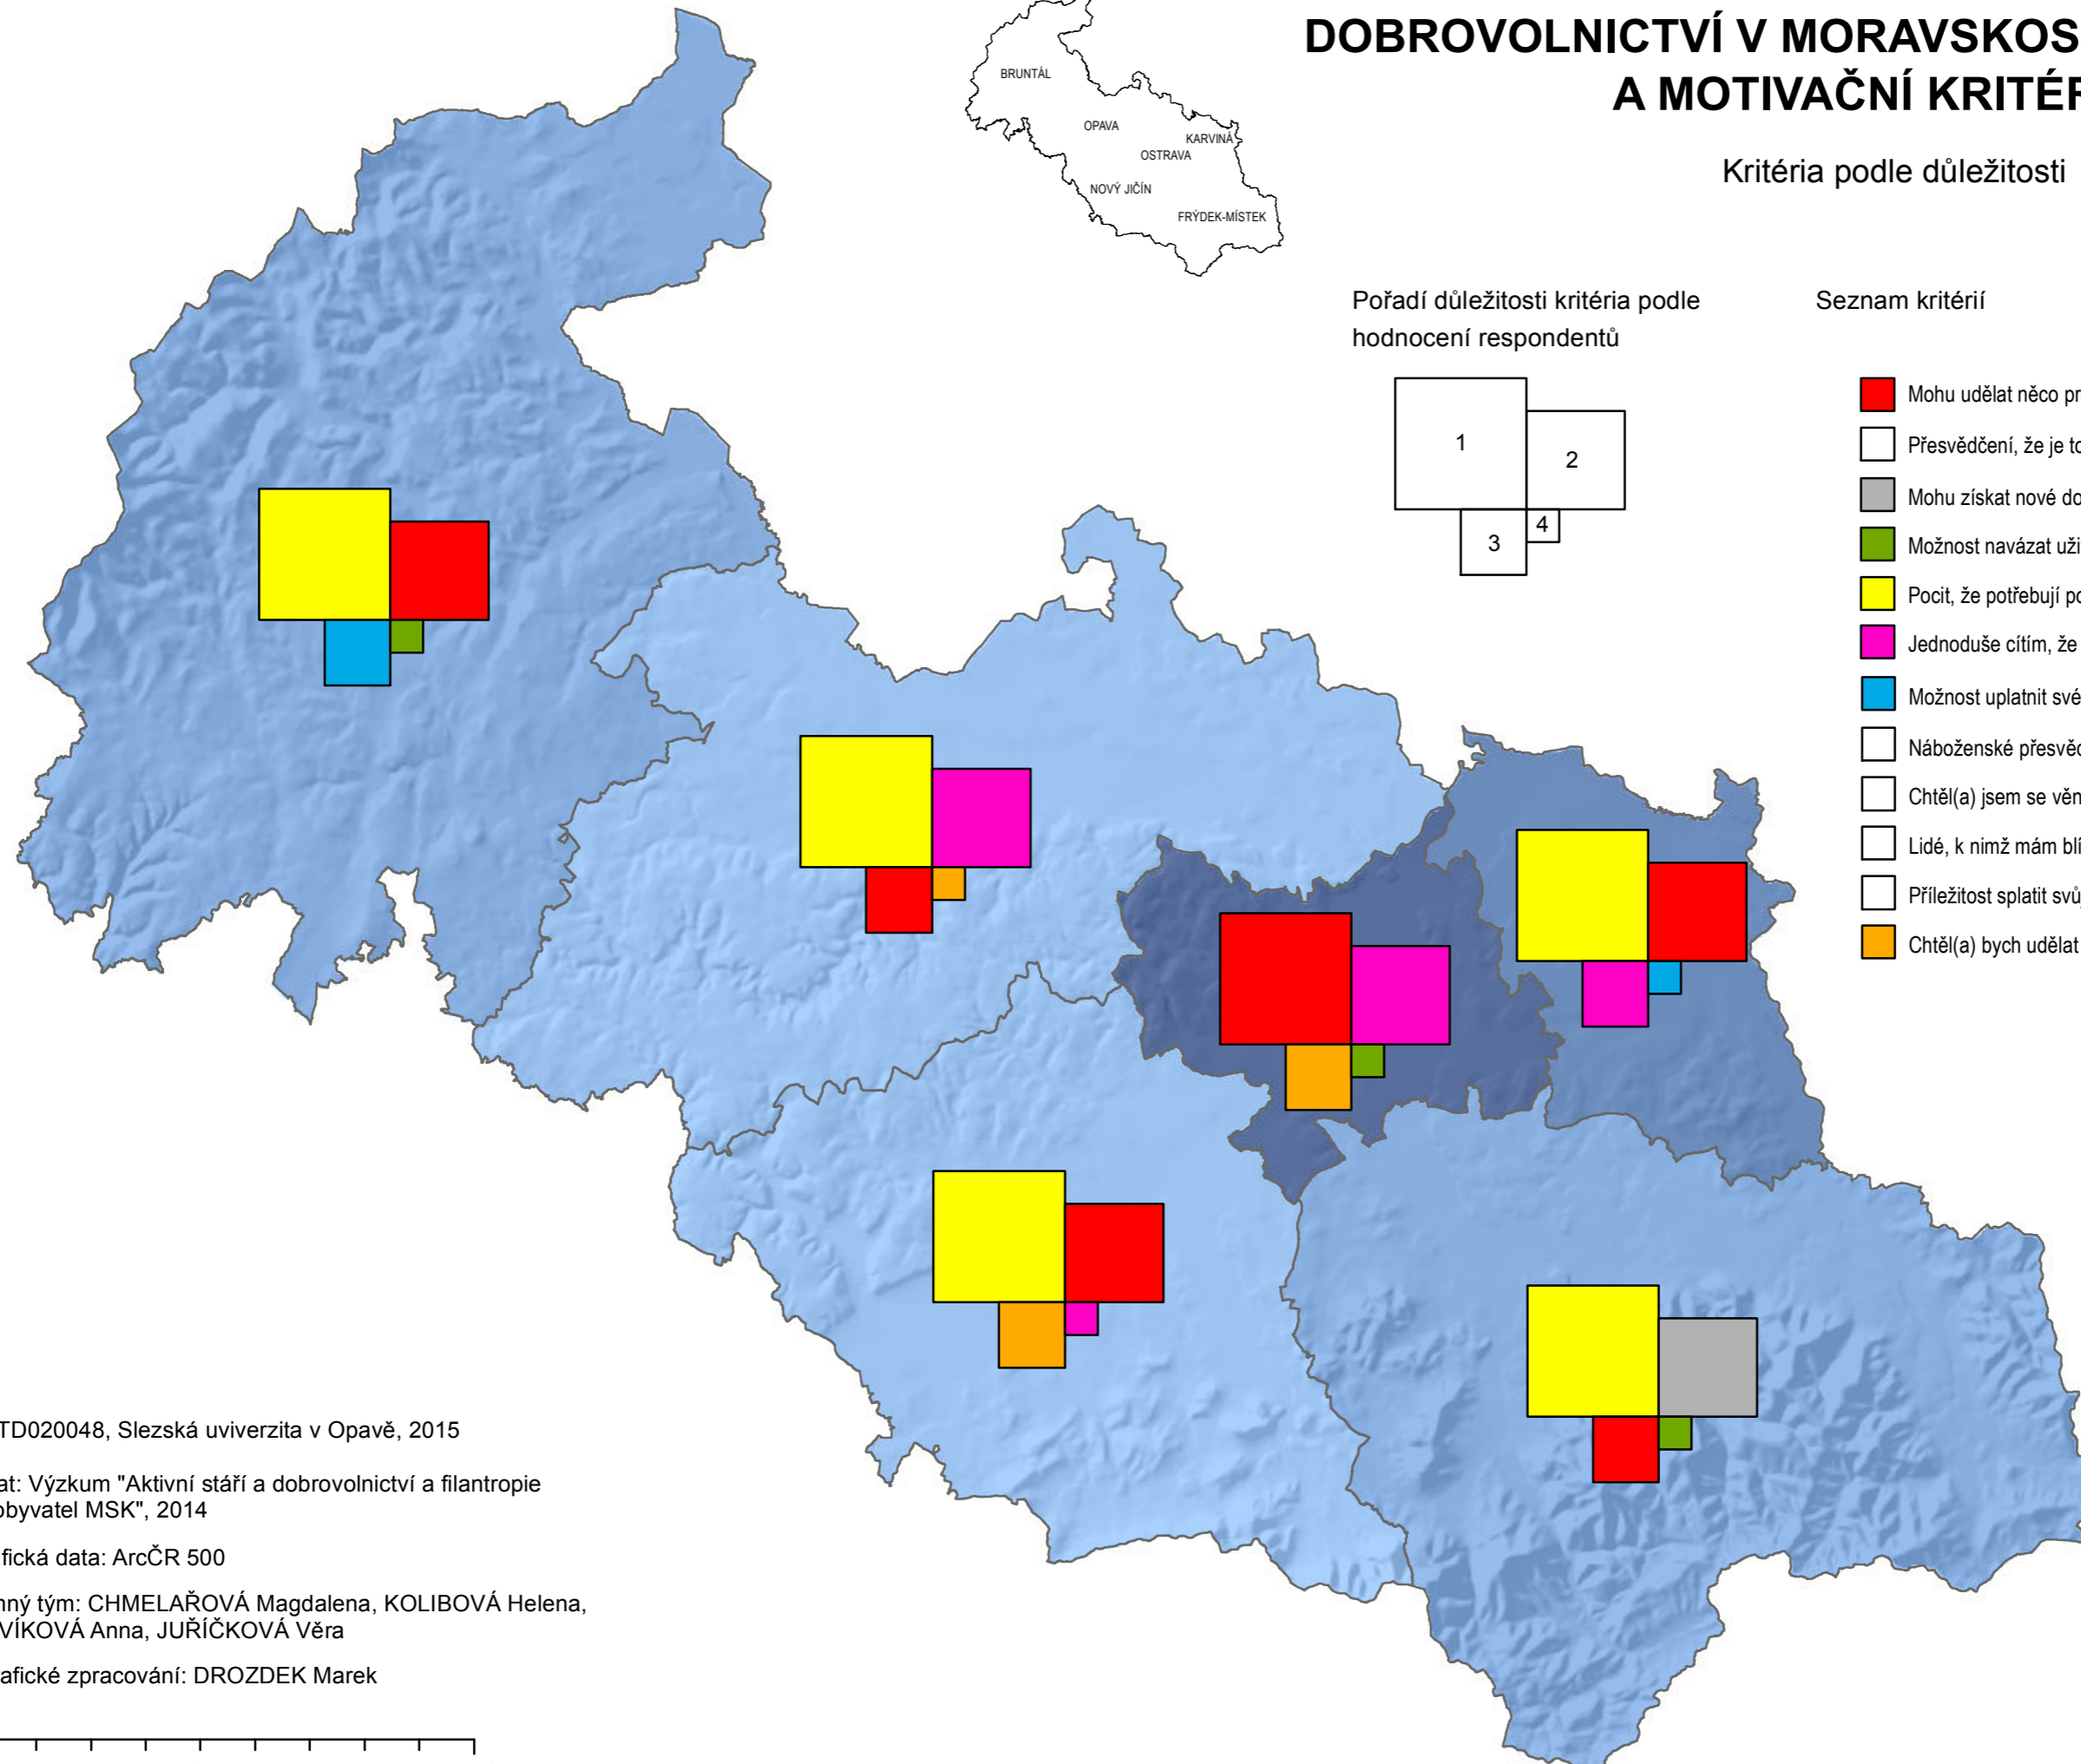 DOBROVOLNICTVÍ V MORAVSKOS
A MOTIVAČNÍ KRITÉR
Kritéria podle důležitosti
BRUNTÁL
OPAVA
KARVINÁ
OSTRAVA
NOVÝ JIČÍN
FRÝDEK-MÍSTEK
Pořadí důležitosti kritéria podle
hodnocení respondentů
1
2
3
4
Seznam kritérií
Mohu udělat něco pr
Přesvědčení, že je to
Mohu získat nové do
Možnost navázat uži
Pocit, že potřebují po
Jednoduše cítím, že
Možnost uplatnit své
Náboženské přesvěd
Chtěl(a) jsem se věn
Lidé, k nimž mám blí
Příležitost splatit svůj
Chtěl(a) bych udělat
TD020048, Slezská uviverzita v Opavě, 2015
at: Výzkum "Aktivní stáří a dobrovolnictví a filantropie
obyvatel MSK", 2014
fická data: ArcČR 500
nný tým: CHMELAŘOVÁ Magdalena, KOLIBOVÁ Helena,
VÍKOVÁ Anna, JUŘÍČKOVÁ Věra
rafické zpracování: DROZDEK Marek